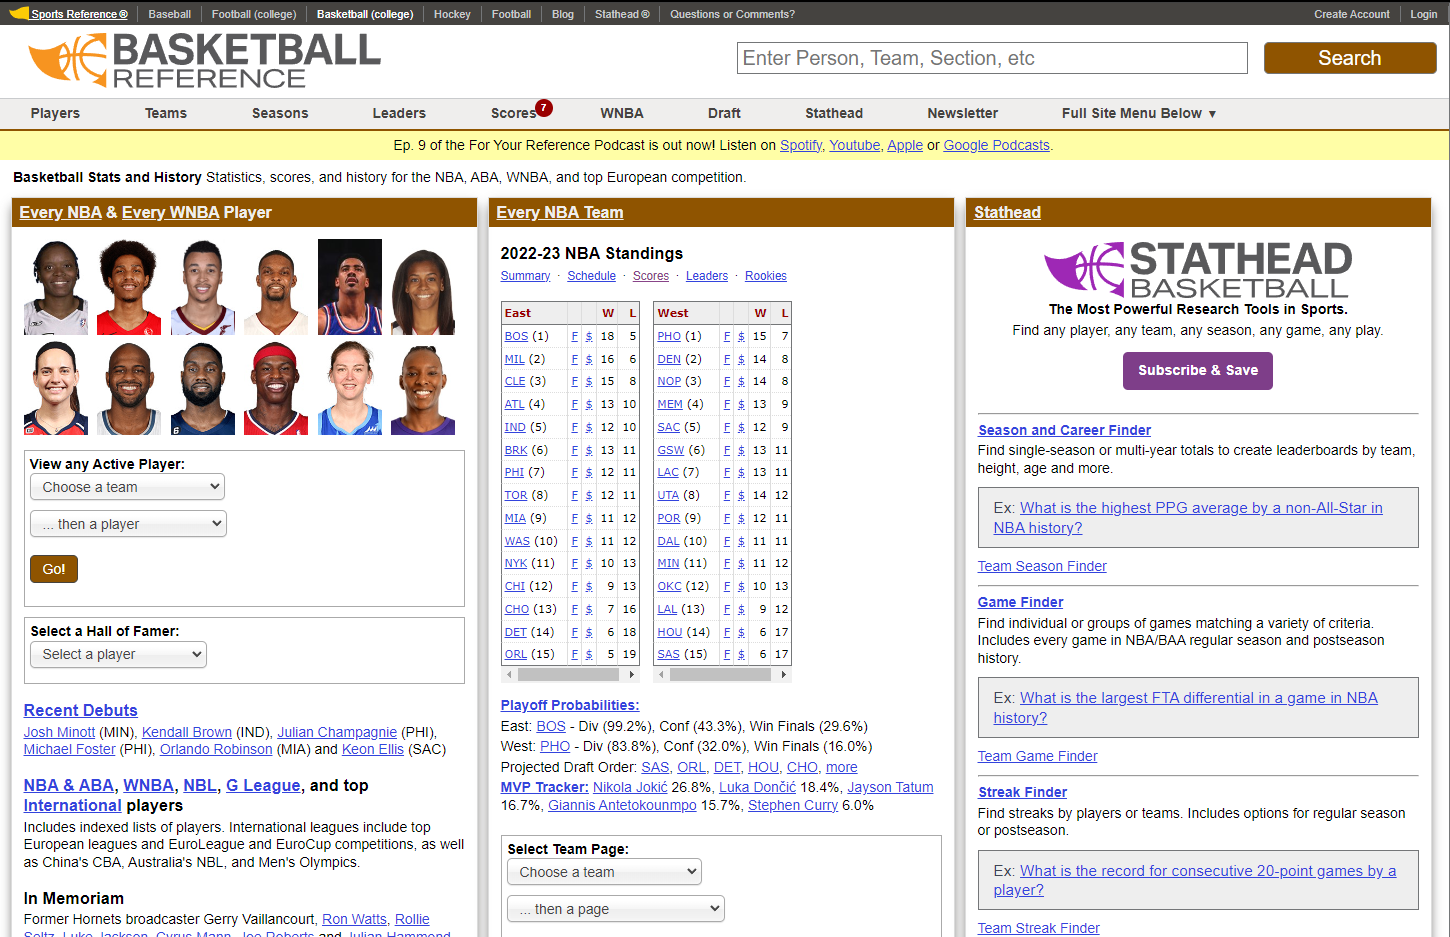 Sports Reference ® Baseball Football (college) Basketball (college) Hockey Football Blog Stathead ® Questions or Comments? Create Account Login
BASKETBALL
REFERENCE
Enter Person, Team, Section, etc Search
Players Teams Seasons Leaders Scores 7 WNBA Draft Stathead Newsletter Full Site Menu Below ▼
Ep. 9 of the For Your Reference Podcast is out now! Listen on Spotify, Youtube, Apple or Google Podcasts.
Basketball Stats and History Statistics, scores, and history for the NBA, ABA, WNBA, and top European competition.
Every NBA & Every WNBA Player
View any Active Player:
Choose a team
... then a player
Go!
Select a Hall of Famer:
Select a player
Recent Debuts
Josh Minott (MIN), Kendall Brown (IND), Julian Champagnie (PHI),
Michael Foster (PHI), Orlando Robinson (MIA) and Keon Ellis (SAC)
NBA & ABA, WNBA, NBL, G League, and top
International players
Includes indexed lists of players. International leagues include top
European leagues and EuroLeague and EuroCup competitions, as well
as China's CBA, Australia's NBL, and Men's Olympics.
In Memoriam
Former Hornets broadcaster Gerry Vaillancourt, Ron Watts, Rollie
Seltz, Luke Jackson, Cyrus Mann, Joe Roberts and Julian Hammond
Every NBA Team
2022-23 NBA Standings
Summary · Schedule · Scores · Leaders · Rookies
East W L
BOS (1) F $ 18 5
MIL (2) F $ 16 6
CLE (3) F $ 15 8
ATL (4) F $ 13 10
IND (5) F $ 12 10
BRK (6) F $ 13 11
PHI (7) F $ 12 11
TOR (8) F $ 12 11
MIA (9) F $ 11 12
WAS (10) F $ 11 12
NYK (11) F $ 10 13
CHI (12) F $ 9 13
CHO (13) F $ 7 16
DET (14) F $ 6 18
ORL (15) F $ 5 19
West W L
PHO (1) F $ 15 7
DEN (2) F $ 14 8
NOP (3) F $ 14 8
MEM (4) F $ 13 9
SAC (5) F $ 12 9
GSW (6) F $ 13 11
LAC (7) F $ 13 11
UTA (8) F $ 14 12
POR (9) F $ 12 11
DAL (10) F $ 11 11
MIN (11) F $ 11 12
OKC (12) F $ 10 13
LAL (13) F $ 9 12
HOU (14) F $ 6 17
SAS (15) F $ 6 17
Playoff Probabilities:
East: BOS - Div (99.2%), Conf (43.3%), Win Finals (29.6%)
West: PHO - Div (83.8%), Conf (32.0%), Win Finals (16.0%)
Projected Draft Order: SAS, ORL, DET, HOU, CHO, more
MVP Tracker: Nikola Jokić 26.8%, Luka Dončić 18.4%, Jayson Tatum
16.7%, Giannis Antetokounmpo 15.7%, Stephen Curry 6.0%
Select Team Page:
Choose a team
... then a page
Stathead
STATHEAD
BASKETBALL
The Most Powerful Research Tools in Sports.
Find any player, any team, any season, any game, any play.
Subscribe & Save
Season and Career Finder
Find single-season or multi-year totals to create leaderboards by team,
height, age and more.
Ex: What is the highest PPG average by a non-All-Star in
NBA history?
Team Season Finder
Game Finder
Find individual or groups of games matching a variety of criteria.
Includes every game in NBA/BAA regular season and postseason
history.
Ex: What is the largest FTA differential in a game in NBA
history?
Team Game Finder
Streak Finder
Find streaks by players or teams. Includes options for regular season
or postseason.
Ex: What is the record for consecutive 20-point games by a
player?
Team Streak Finder